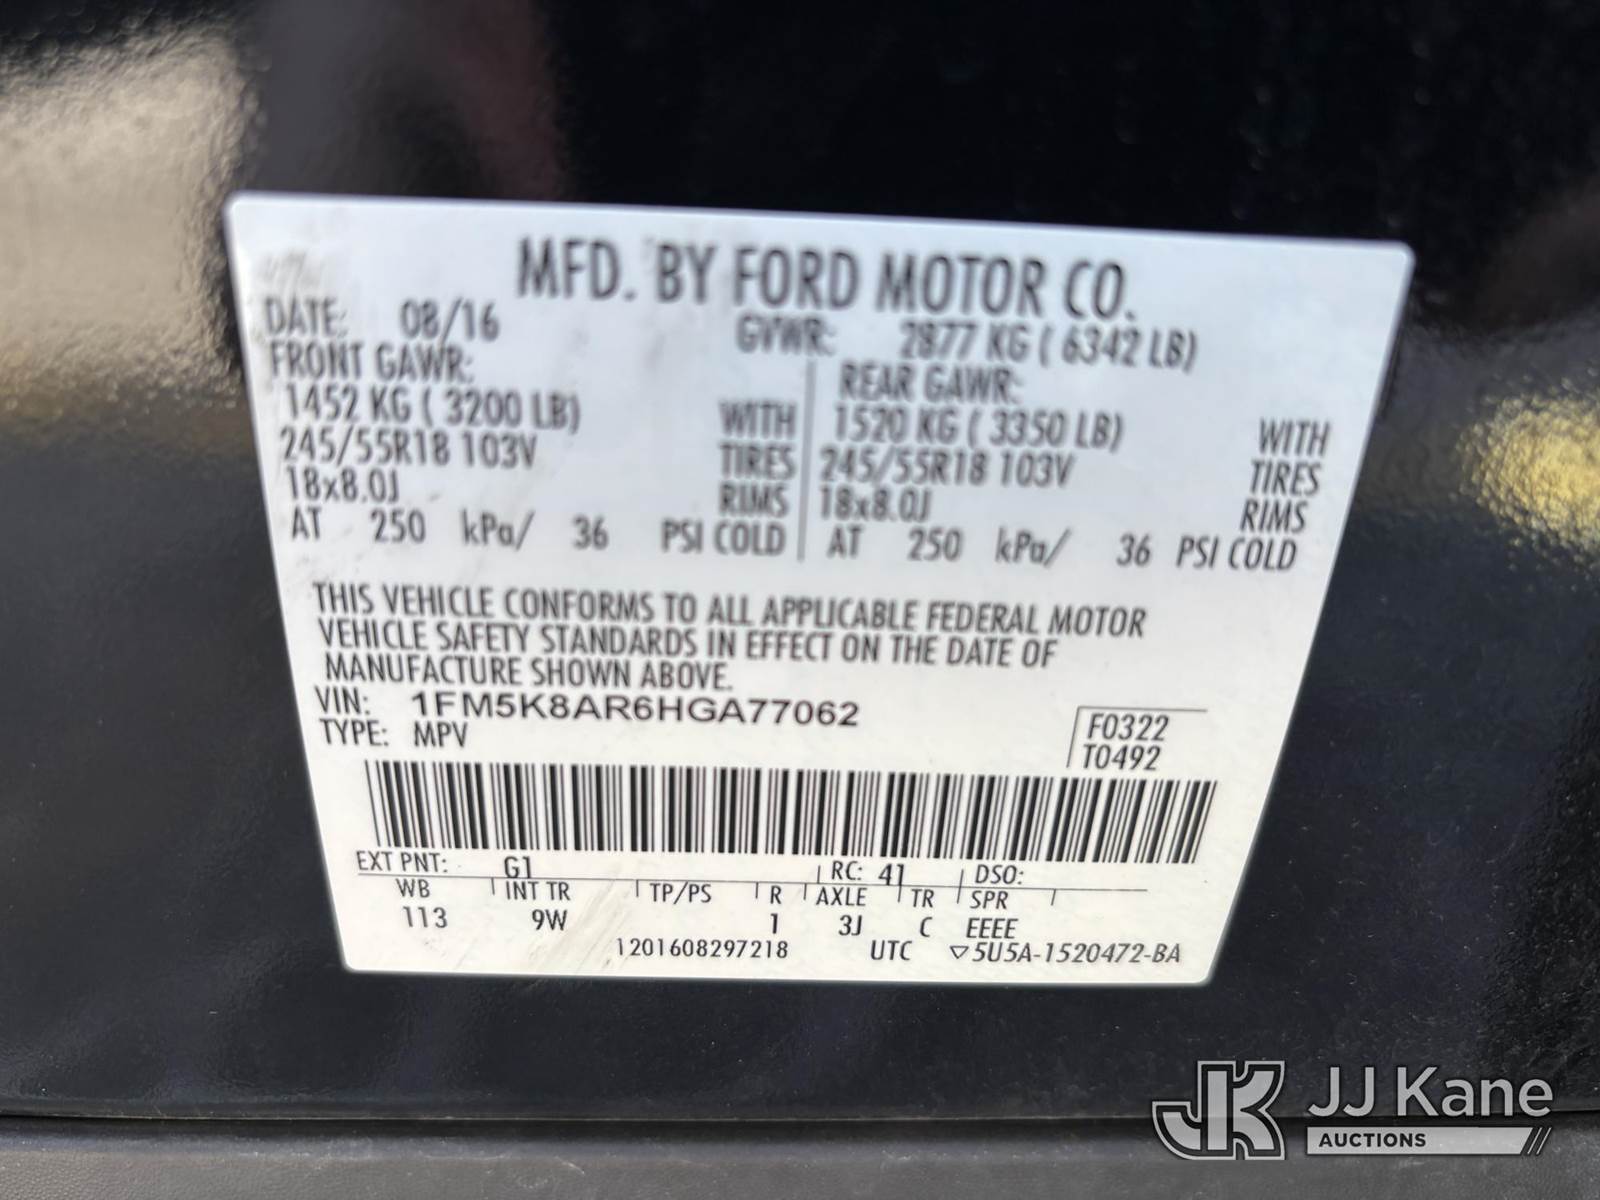 MFD. BY FORD MOTOR CO.
DATE: 08/16 GVWR: 2877 KG ( 6342 LB)
FRONT GAWR: REAR GAWR:
1452 KG ( 3200 LB) WITH 1520 KG ( 3350 LB) WITH
245/55R18 103V TIRES 245/55R18 103V TIRES
18x8.0J RIMS 18x8.0J RIMS
AT 250 kPa/ 36 PSI COLD AT 250 kPa/ 36 PSI COLD
THIS VEHICLE CONFORMS TO ALL APPLICABLE FEDERAL MOTOR
VEHICLE SAFETY STANDARDS IN EFFECT ON THE DATE OF
MANUFACTURE SHOWN ABOVE.
VIN: 1FM5K8AR6HGA77062
TYPE: MPV
F0322
T0492
EXT PNT: G1 RC: 41 DSO:
WB INT TR TP/PS R AXLE TR SPR
113 9W 1 3J C EEEE
1201608297218 UTC ▽5U5A-1520472-BA
JK JJ Kane
AUCTIONS